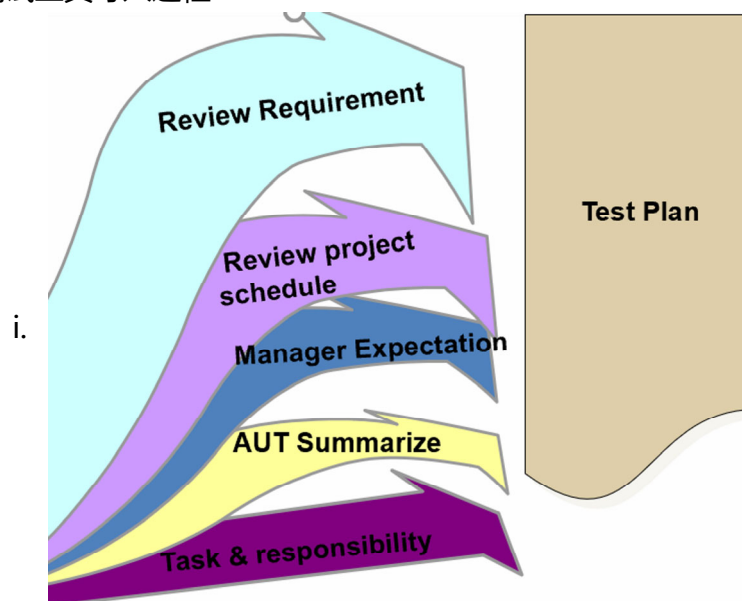 Review Requirement
Review project
schedule
Manager Expectation
AUT Summarize
Task & responsibility
Test Plan
i.